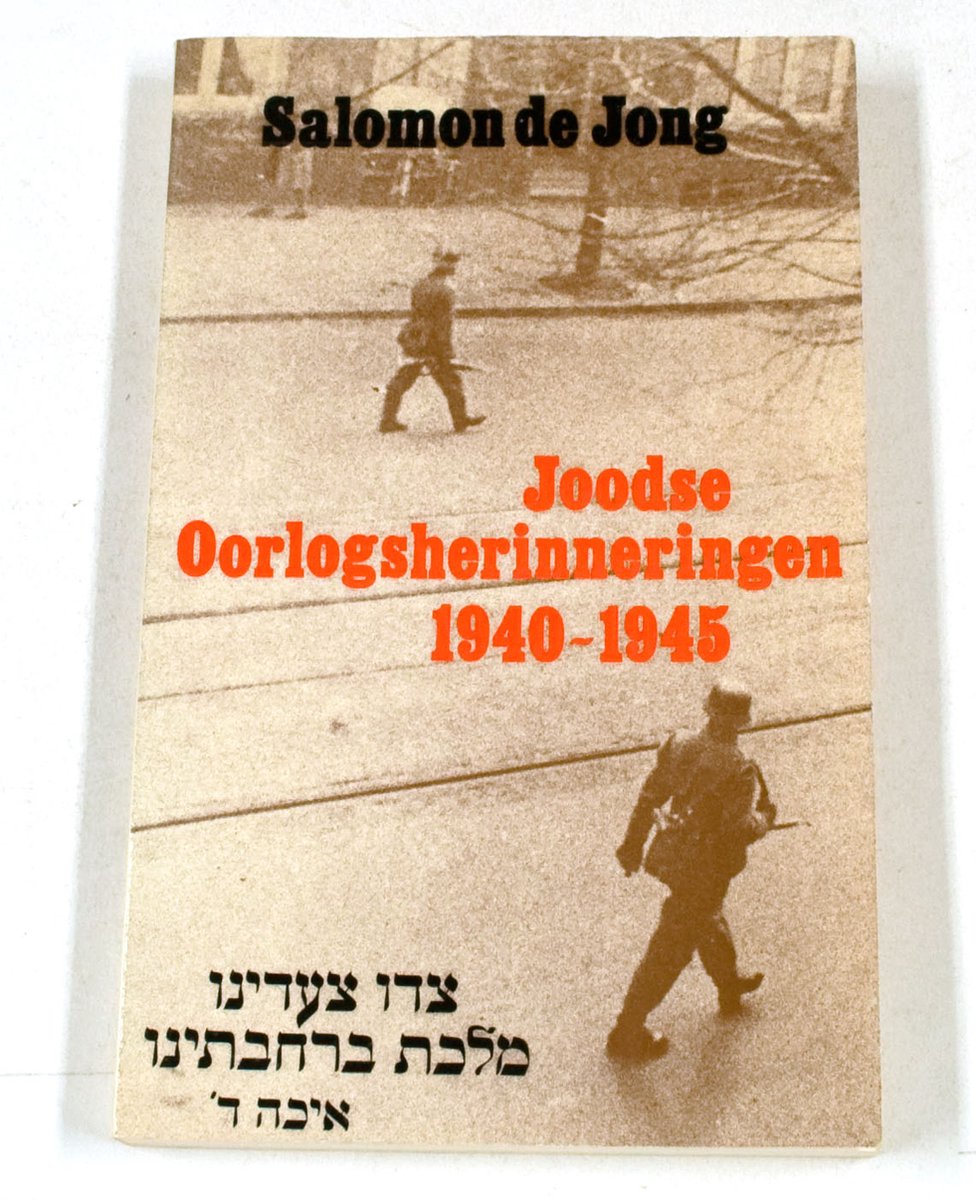 Salomon de Jong
Joodse
Oorlogsherinneringen
1940~1945
צדו צעדינו
מלכת ברחבתינו
איכה ד׳